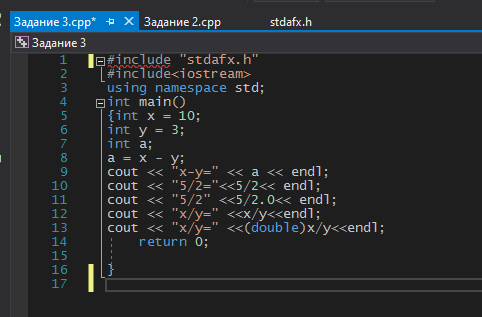 Задание 3.cpp* Задание 2.cpp stdafx.h
Задание 3
1 #include "stdafx.h"
2 #include<iostream>
3 using namespace std;
4 int main()
5 {int x = 10;
6 int y = 3;
7 int a;
8 a = x - y;
9 cout << "x-y=" << a << endl;
10 cout << "5/2="<<5/2<< endl;
11 cout << "5/2" <<5/2.0<< endl;
12 cout << "x/y=" <<x/y<<endl;
13 cout << "x/y=" <<(double)x/y<<endl;
14 return 0;
15
16 }
17